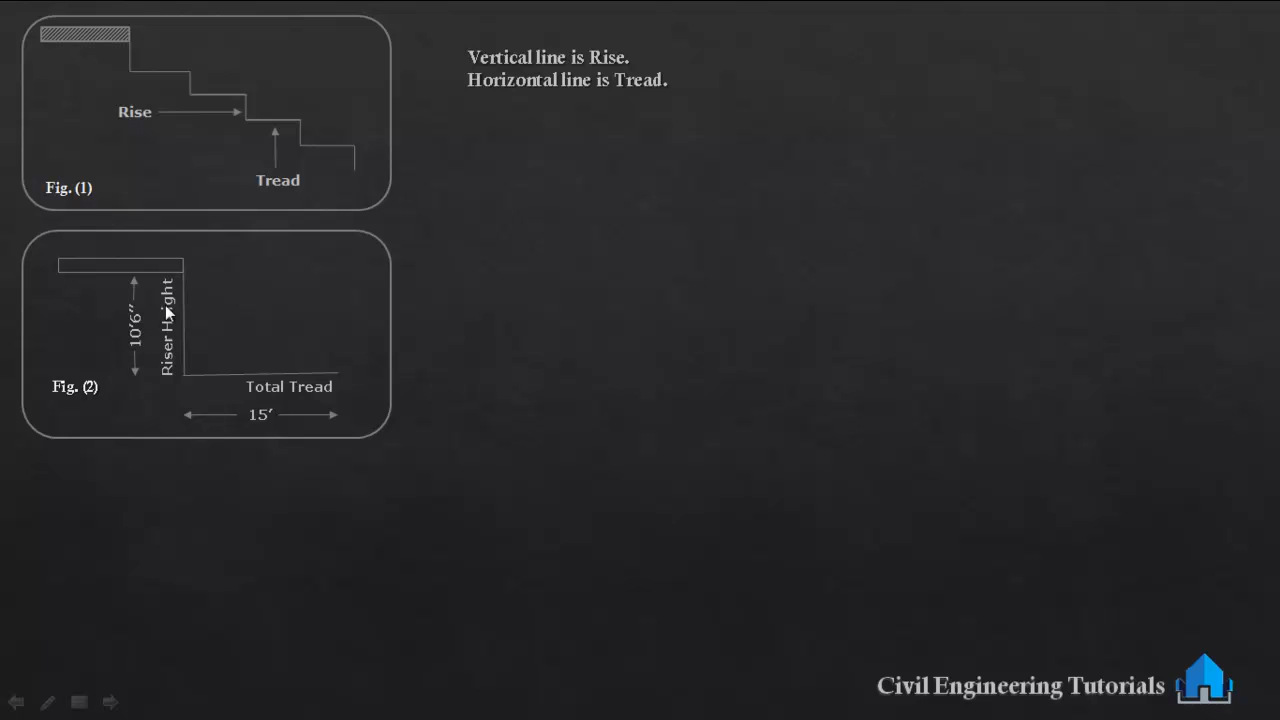 Vertical line is Rise.
Horizontal line is Tread.
Rise
Tread
Fig. (1)
10'6"
Riser Height
Fig. (2)
Total Tread
15'
Civil Engineering Tutorials